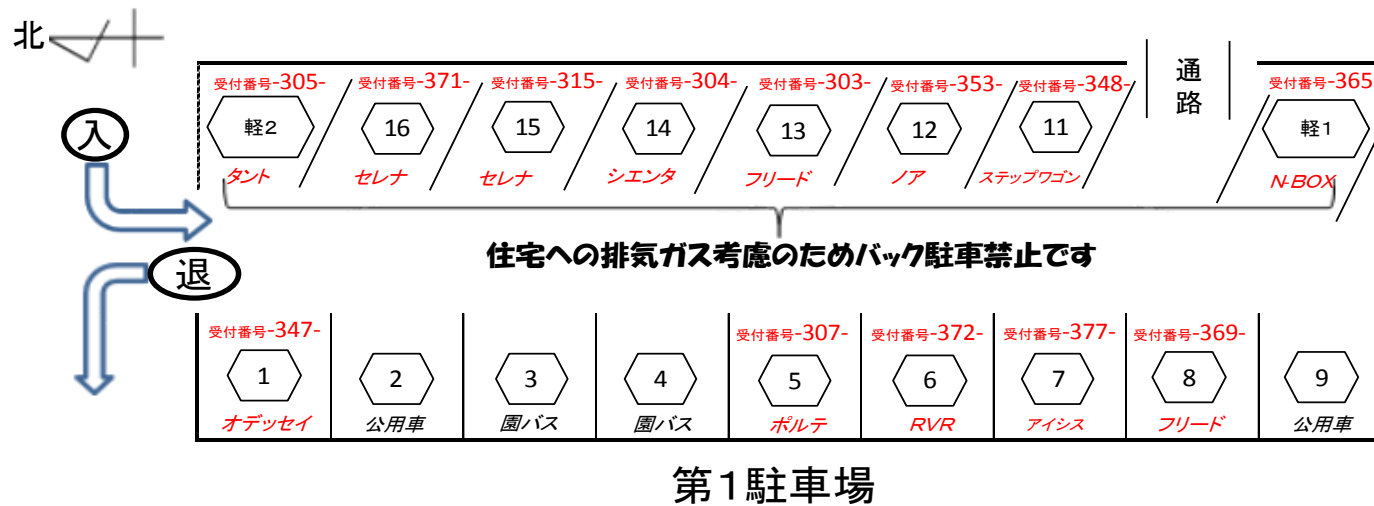 北
入
退
通
路
受付番号-305- 受付番号-371- 受付番号-315- 受付番号-304- 受付番号-303- 受付番号-353- 受付番号-348- 受付番号-365
軽2 16 15 14 13 12 11 軽1
タント セレナ セレナ シエンタ フリード ノア ステップワゴン N-BOX
住宅への排気ガス考慮のためバック駐車禁止です
受付番号-347- 受付番号-307- 受付番号-372- 受付番号-377- 受付番号-369-
1 2 3 4 5 6 7 8 9
オデッセイ 公用車 園バス 園バス ポルテ RVR アイシス フリード 公用車
第1駐車場